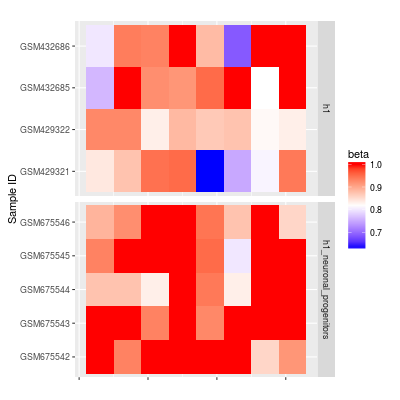 Sample ID
GSM432686
GSM432685
GSM429322
GSM429321
h1
GSM675546
GSM675545
GSM675544
GSM675543
GSM675542
h1_neuronal_progenitors
beta
1.0
0.9
0.8
0.7